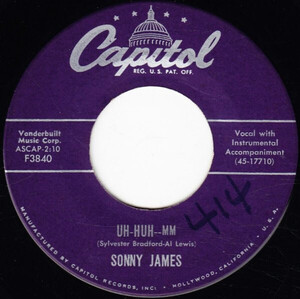 Capitol
REG. U.S. PAT. OFF.
Vanderbuilt
Music Corp.
ASCAP-2:10
F3840
Vocal with
Instrumental
Accompaniment
(45-17710)
UH-HUH--MM
(Sylvester Bradford-Al Lewis)
SONNY JAMES
414
MANUFACTURED BY CAPITOL RECORDS, INC. • HOLLYWOOD, CALIFORNIA • U.S.A.